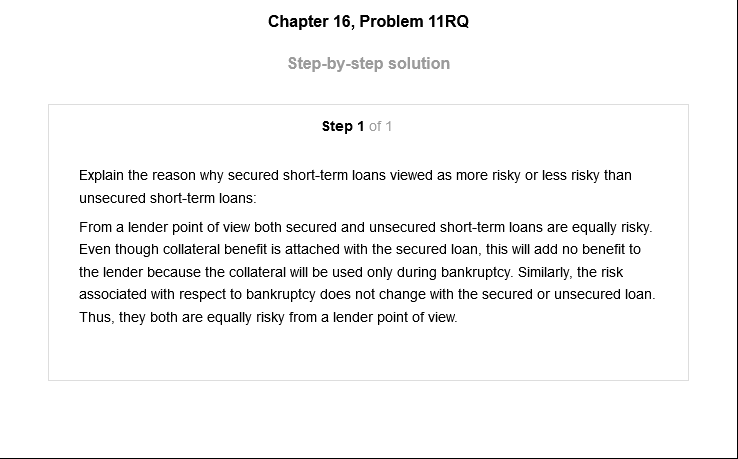 Chapter 16, Problem 11RQ
Step-by-step solution
Step 1 of 1
Explain the reason why secured short-term loans viewed as more risky or less risky than
unsecured short-term loans:
From a lender point of view both secured and unsecured short-term loans are equally risky.
Even though collateral benefit is attached with the secured loan, this will add no benefit to
the lender because the collateral will be used only during bankruptcy. Similarly, the risk
associated with respect to bankruptcy does not change with the secured or unsecured loan.
Thus, they both are equally risky from a lender point of view.